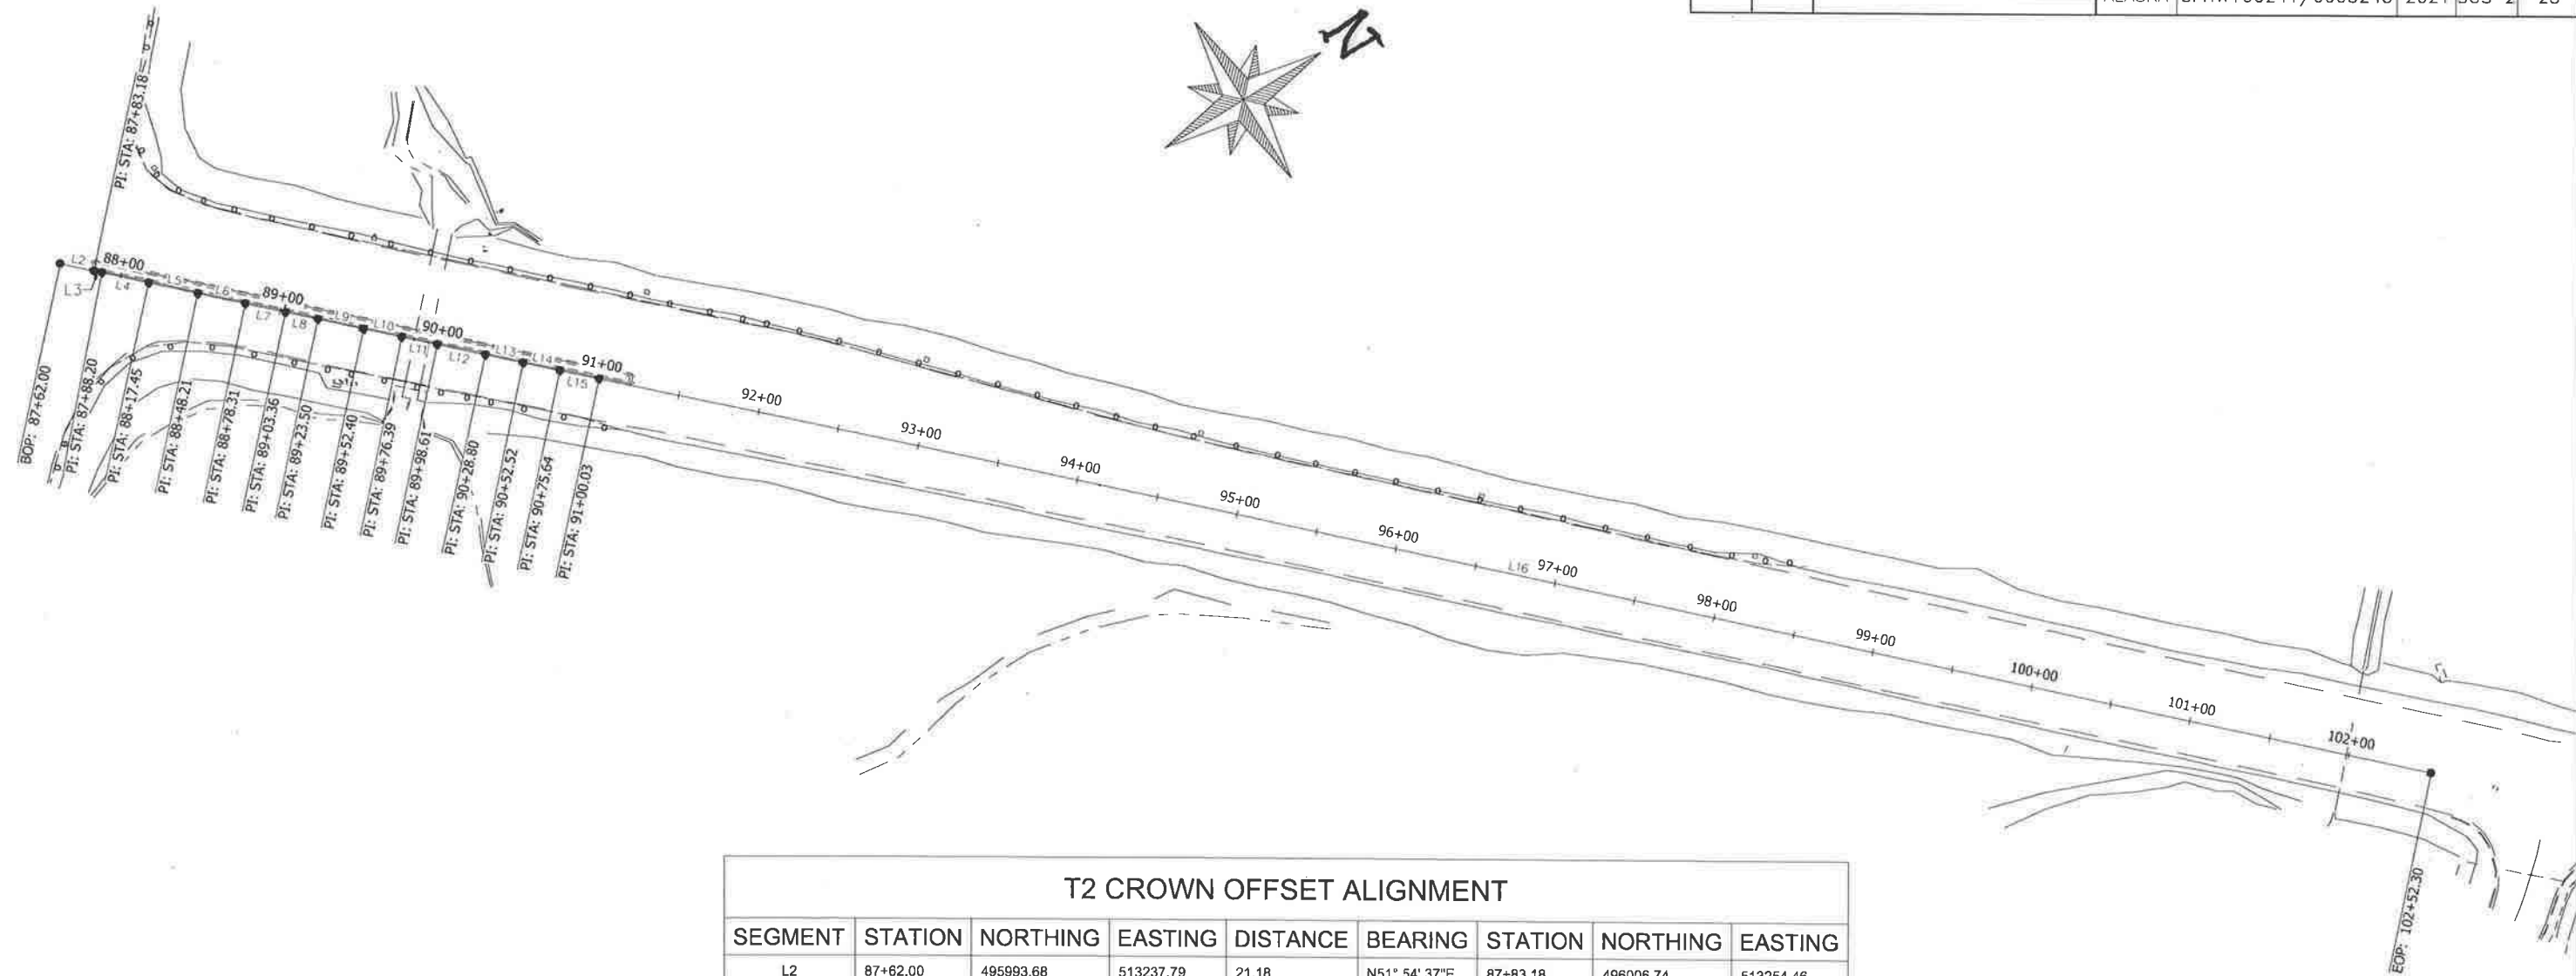 2021
N
PI: STA: 87+83.18
L2
88+00
L3
L4
L5
L6
89+00
L7
L8
L9
L10
90+00
L11
L12
L13
L14
91+00
L15
92+00
93+00
94+00
95+00
96+00
L16
97+00
98+00
99+00
100+00
101+00
102+00
BOP: 87+62.00
PI: STA: 87+88.20
PI: STA: 88+17.45
PI: STA: 88+48.21
PI: STA: 88+78.31
PI: STA: 89+03.36
PI: STA: 89+23.50
PI: STA: 89+52.40
PI: STA: 89+76.39
PI: STA: 89+98.61
PI: STA: 90+28.80
PI: STA: 90+52.52
PI: STA: 90+75.64
PI: STA: 91+00.03
EOP: 102+52.30
T2 CROWN OFFSET ALIGNMENT
SEGMENT STATION NORTHING EASTING DISTANCE BEARING STATION NORTHING EASTING
L2 87+62.00 495993.68 513237.79 21.18 N51° 54' 37"E 87+83.18 496006.74 513254.46